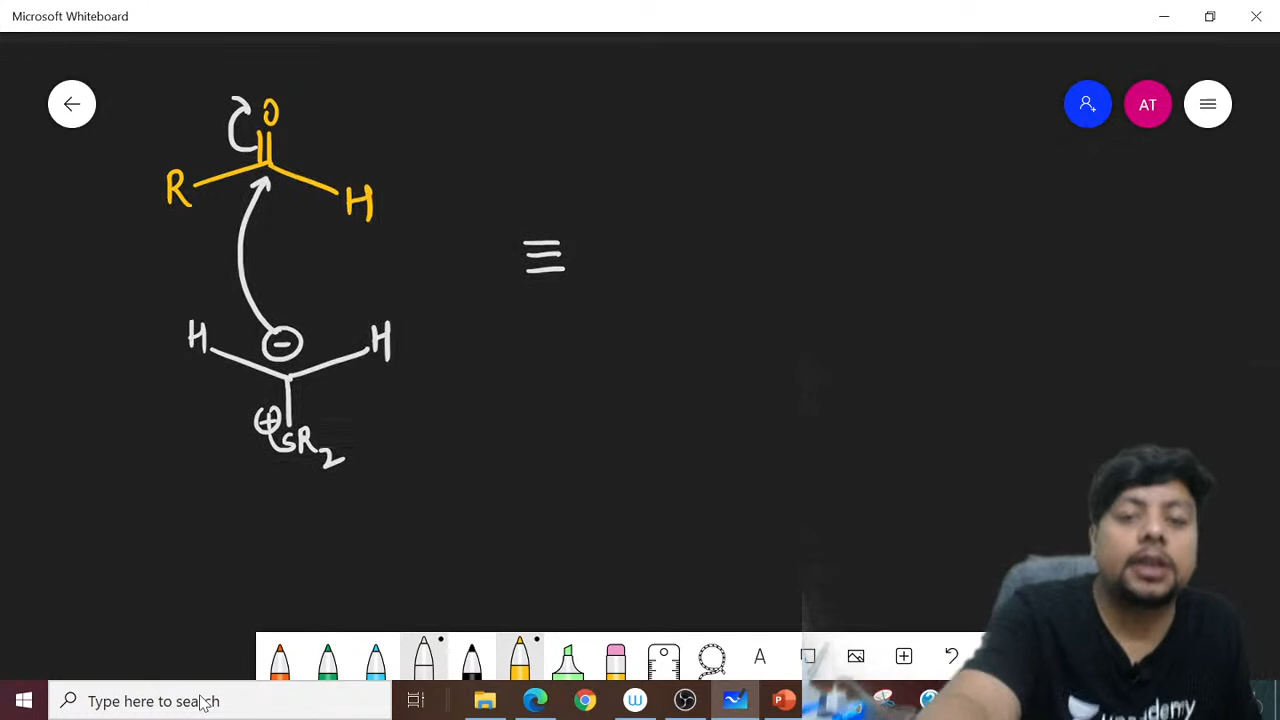 Microsoft Whiteboard
AT
O
R
H
≡
H
−
H
⊕
SR2
A
Type here to search